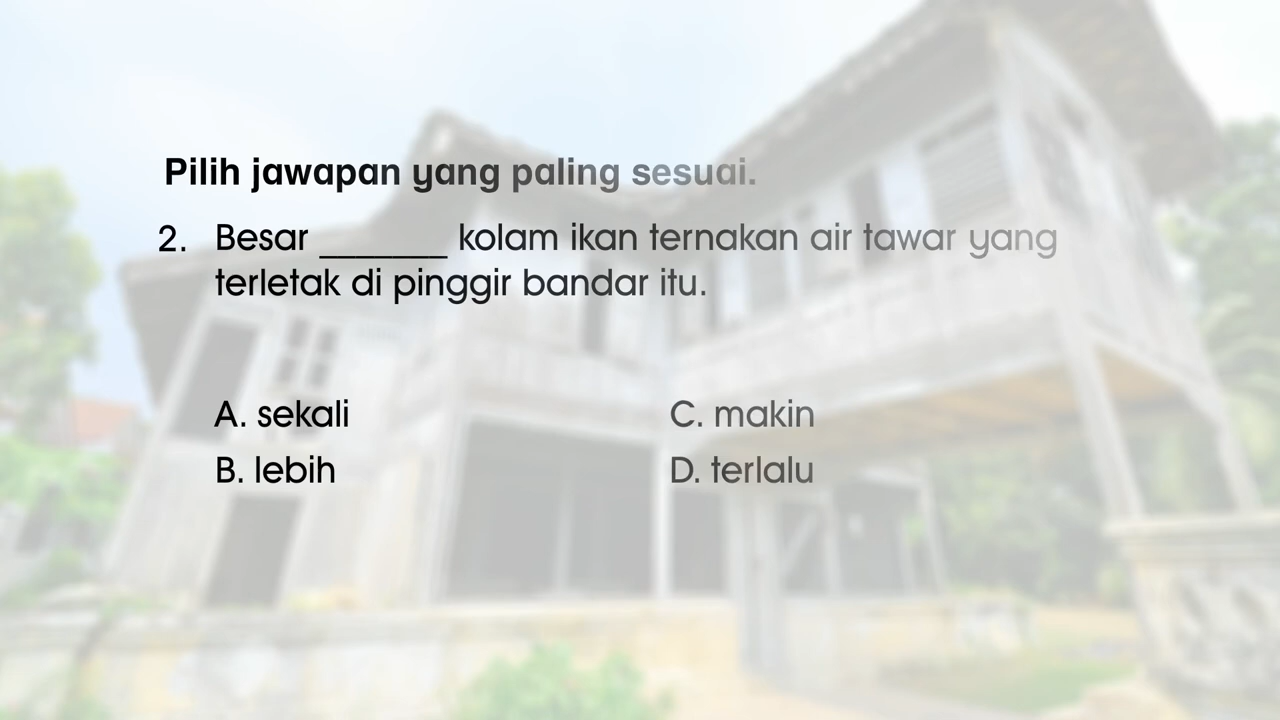 Pilih jawapan yang paling sesuai.
2. Besar _______ kolam ikan ternakan air tawar yang
terletak di pinggir bandar itu.
A. sekali
B. lebih
C. makin
D. terlalu